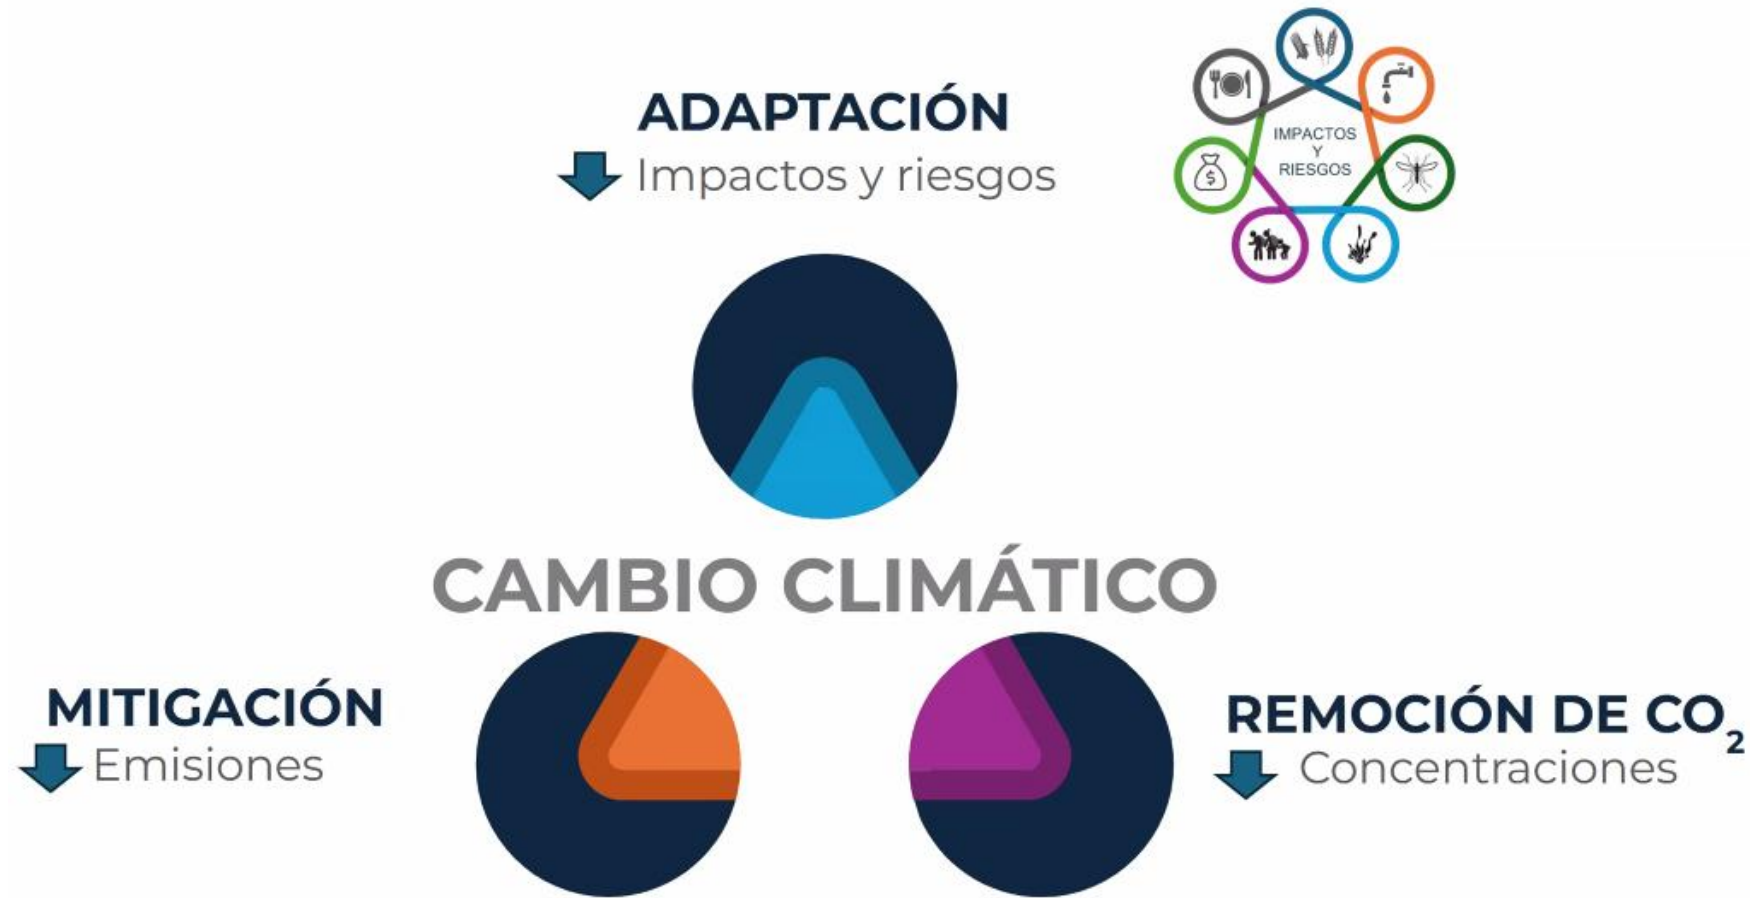 ADAPTACIÓN
Impactos y riesgos
IMPACTOS
Y
RIESGOS
$
CAMBIO CLIMÁTICO
MITIGACIÓN
Emisiones
REMOCIÓN DE CO₂
Concentraciones